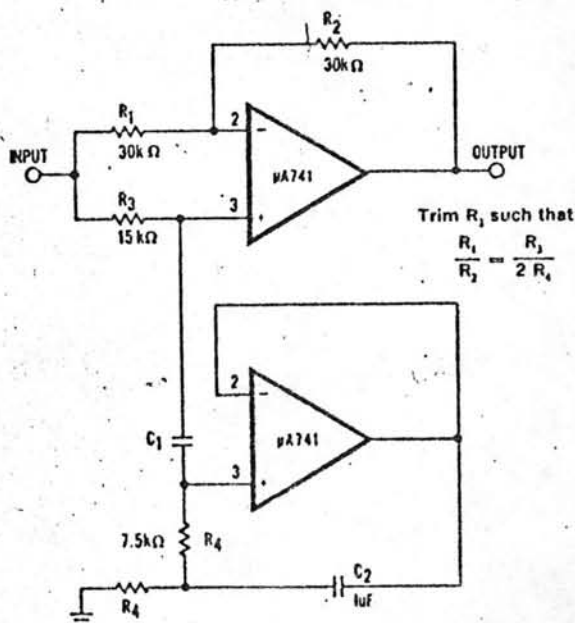 R2
30kΩ
R1
30kΩ
2
−
INPUT
μA741
OUTPUT
R3
15kΩ
3
+
Trim R3 such that
R1 / R2 = R3 / 2 R4
2
−
μA741
C1
3
+
7.5kΩ
R4
C2
1μF
R4